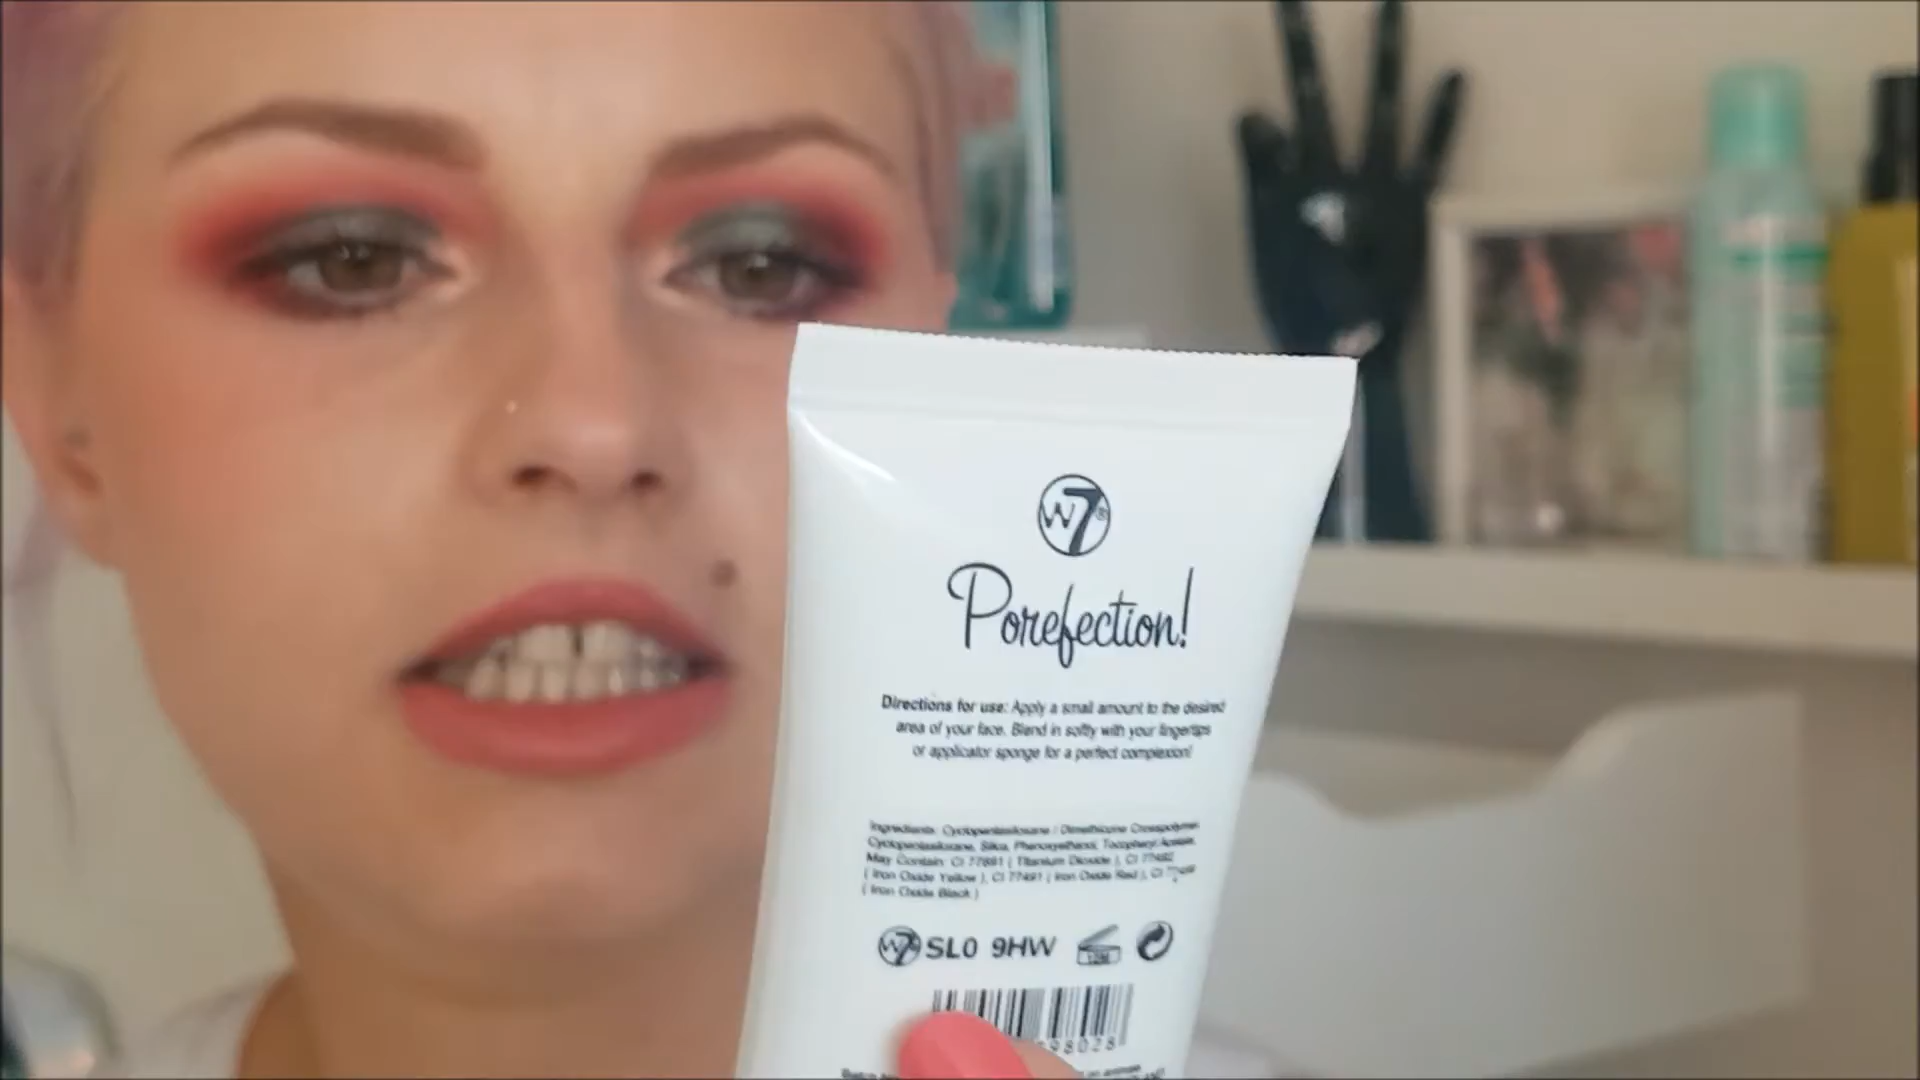 W7®
Porefection!
Directions for use: Apply a small amount to the desired
area of your face. Blend in softly with your fingertips
or applicator sponge for a perfect complexion!
Ingredients: Cyclopentasiloxane / Dimethicone Crosspolymer,
Cyclopentasiloxane, Silica, Phenoxyethanol, Tocopheryl Acetate.
May Contain: CI 77891 ( Titanium Dioxide ), CI 77492
( Iron Oxide Yellow ), CI 77491 ( Iron Oxide Red ), CI 77499
( Iron Oxide Black )
W7 SL0 9HW 12M
98028